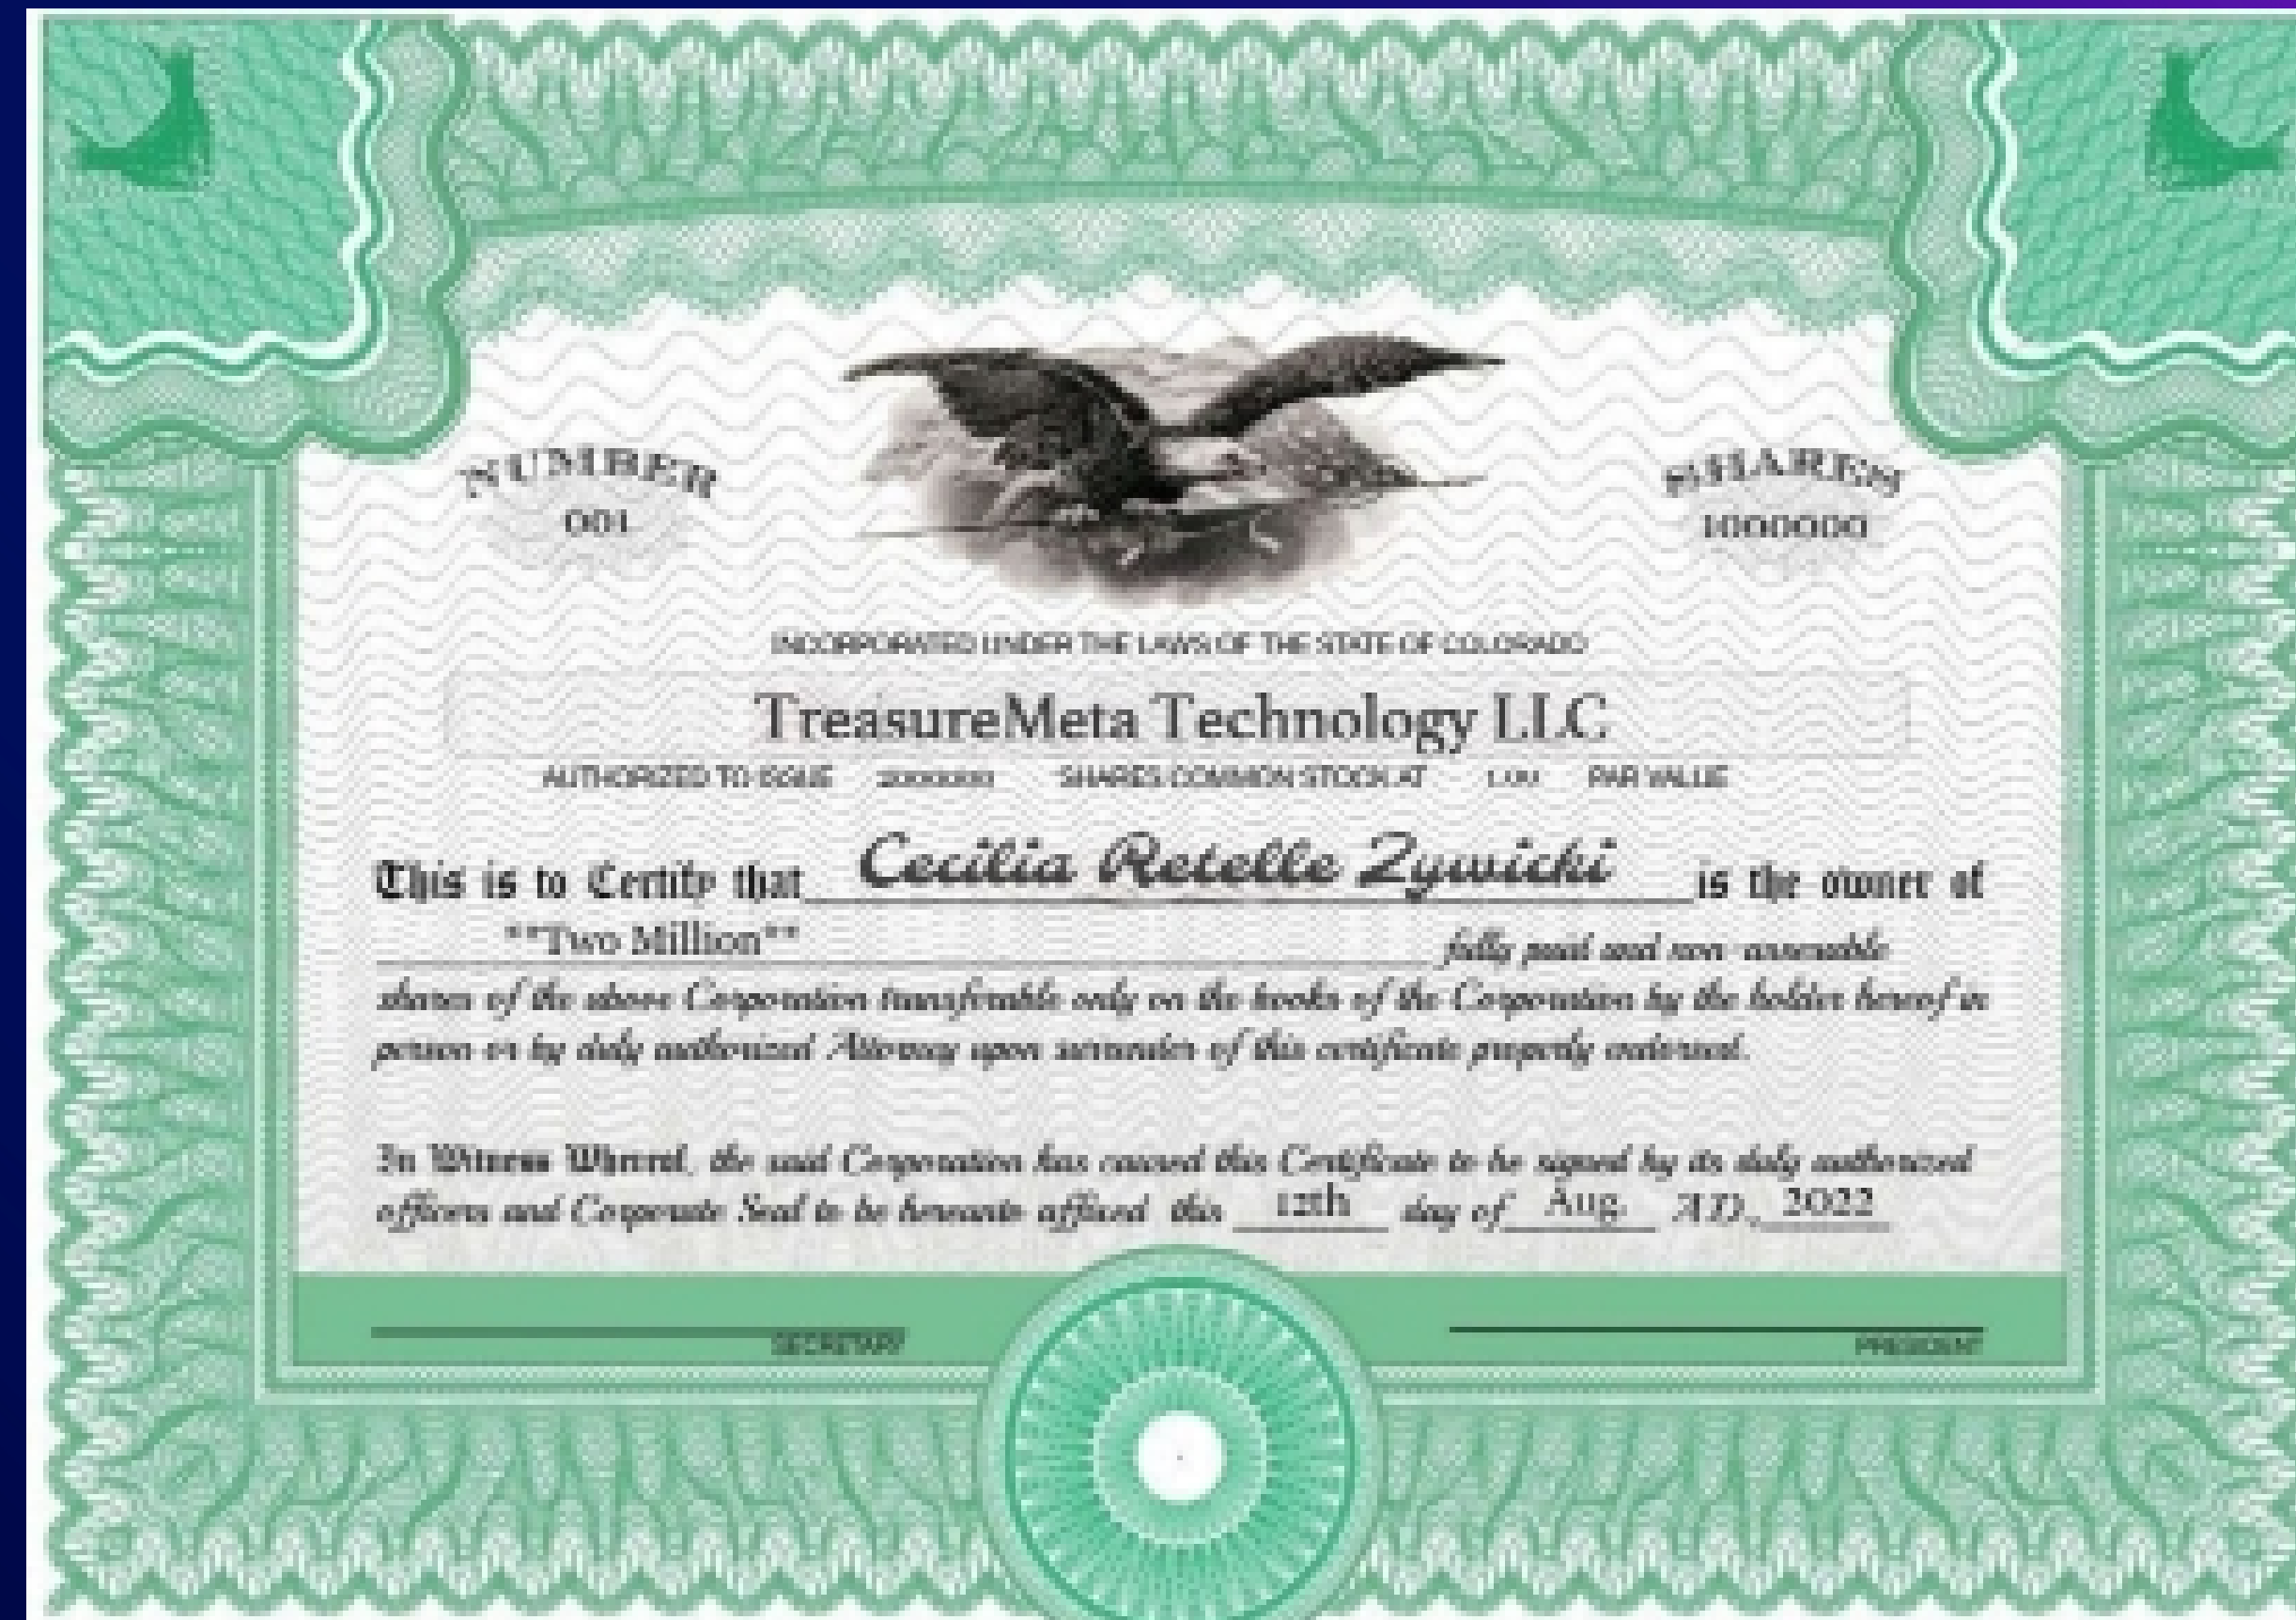 NUMBER
001
SHARES
1000000
INCORPORATED UNDER THE LAWS OF THE STATE OF COLORADO
TreasureMeta Technology LLC
AUTHORIZED TO ISSUE SHARES COMMON STOCK AT 1.00 PAR VALUE
This is to Certify that Cecilia Retelle Zywicki is the owner of
**Two Million** fully paid and non-assessable
shares of the above Corporation transferable only on the books of the Corporation by the holder hereof in
person or by duly authorized Attorney upon surrender of this certificate properly endorsed.
In Witness Whereof, the said Corporation has caused this Certificate to be signed by its duly authorized
officers and Corporate Seal to be hereunto affixed this 12th day of Aug. A.D., 2022
SECRETARY
PRESIDENT